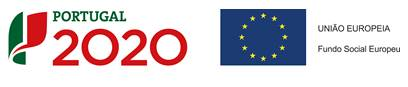 PORTUGAL
2020
UNIÃO EUROPEIA
Fundo Social Europeu